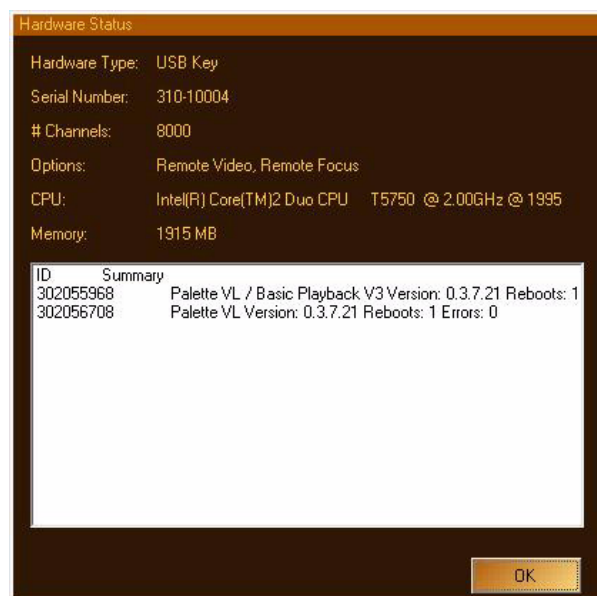 Hardware Status
Hardware Type: USB Key
Serial Number: 310-10004
# Channels: 8000
Options: Remote Video, Remote Focus
CPU: Intel(R) Core(TM)2 Duo CPU T5750 @ 2.00GHz @ 1995
Memory: 1915 MB
ID Summary
302055968 Palette VL / Basic Playback V3 Version: 0.3.7.21 Reboots: 1
302056708 Palette VL Version: 0.3.7.21 Reboots: 1 Errors: 0
OK